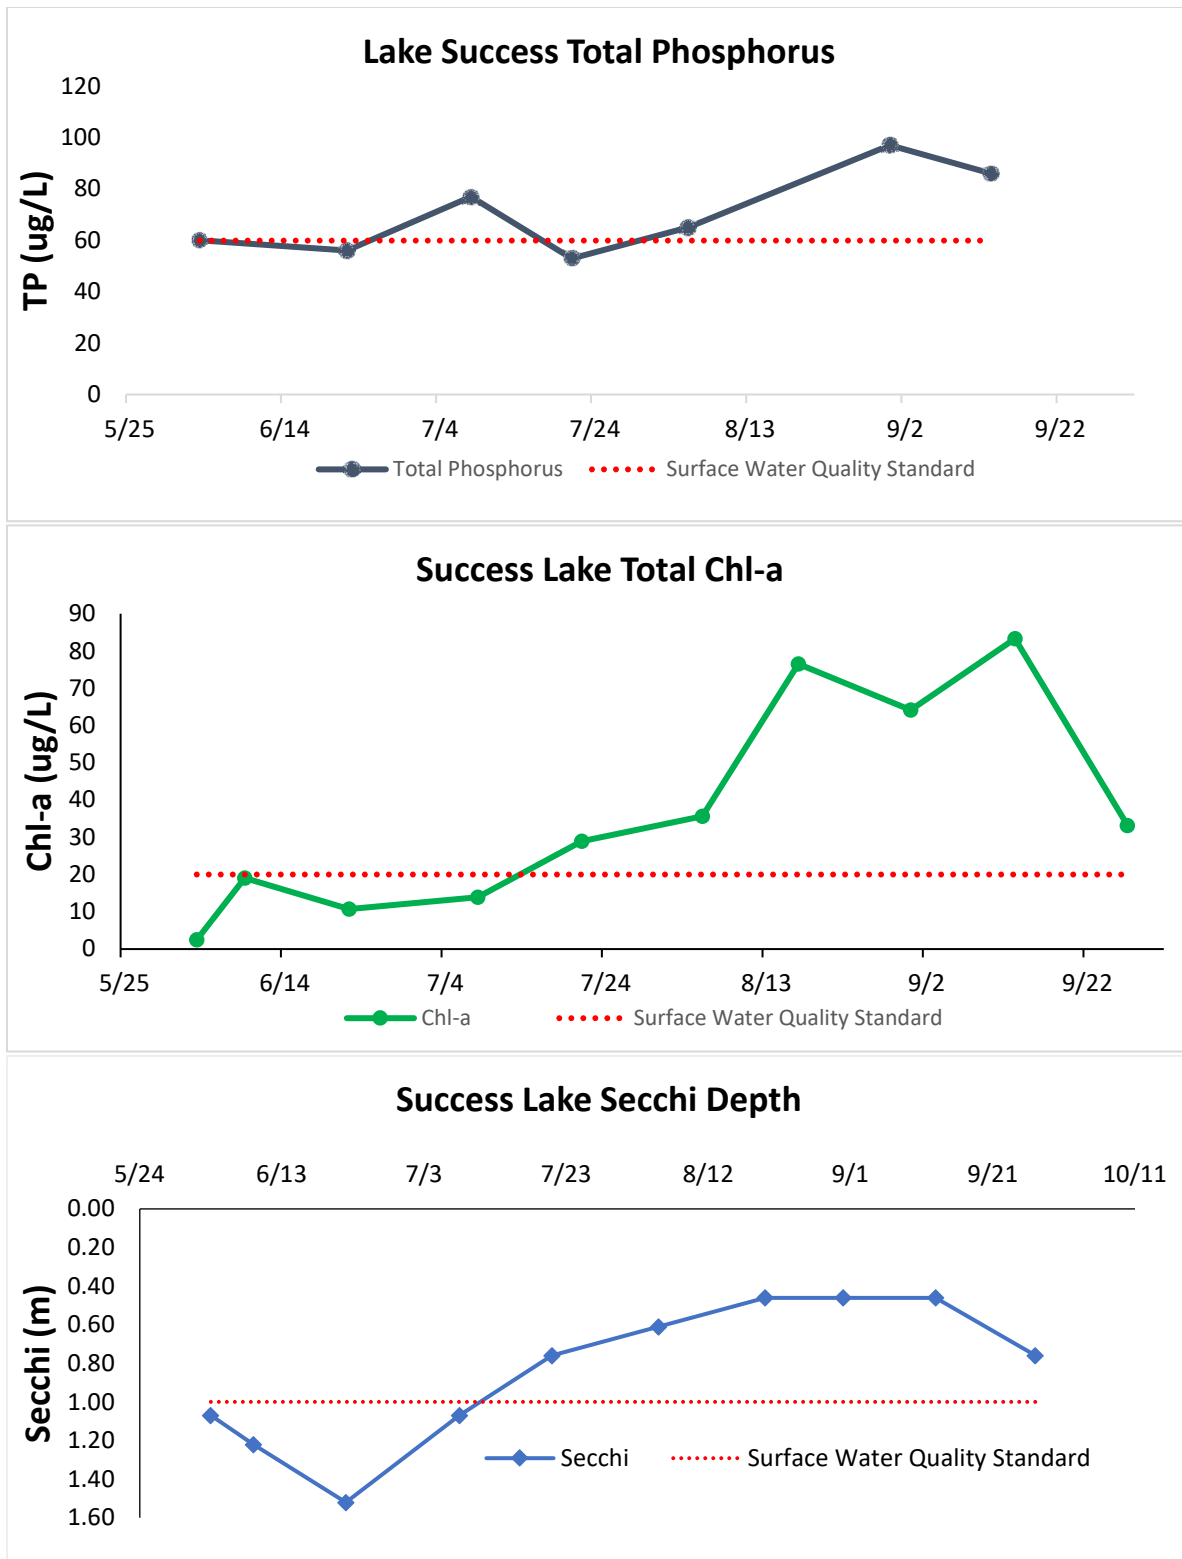 Lake Success Total Phosphorus
TP (ug/L)
120
100
80
60
40
20
0
5/25 6/14 7/4 7/24 8/13 9/2 9/22
Total Phosphorus Surface Water Quality Standard
Success Lake Total Chl-a
Chl-a (ug/L)
90
80
70
60
50
40
30
20
10
0
5/25 6/14 7/4 7/24 8/13 9/2 9/22
Chl-a Surface Water Quality Standard
Success Lake Secchi Depth
5/24 6/13 7/3 7/23 8/12 9/1 9/21 10/11
Secchi (m)
0.00
0.20
0.40
0.60
0.80
1.00
1.20
1.40
1.60
Secchi Surface Water Quality Standard